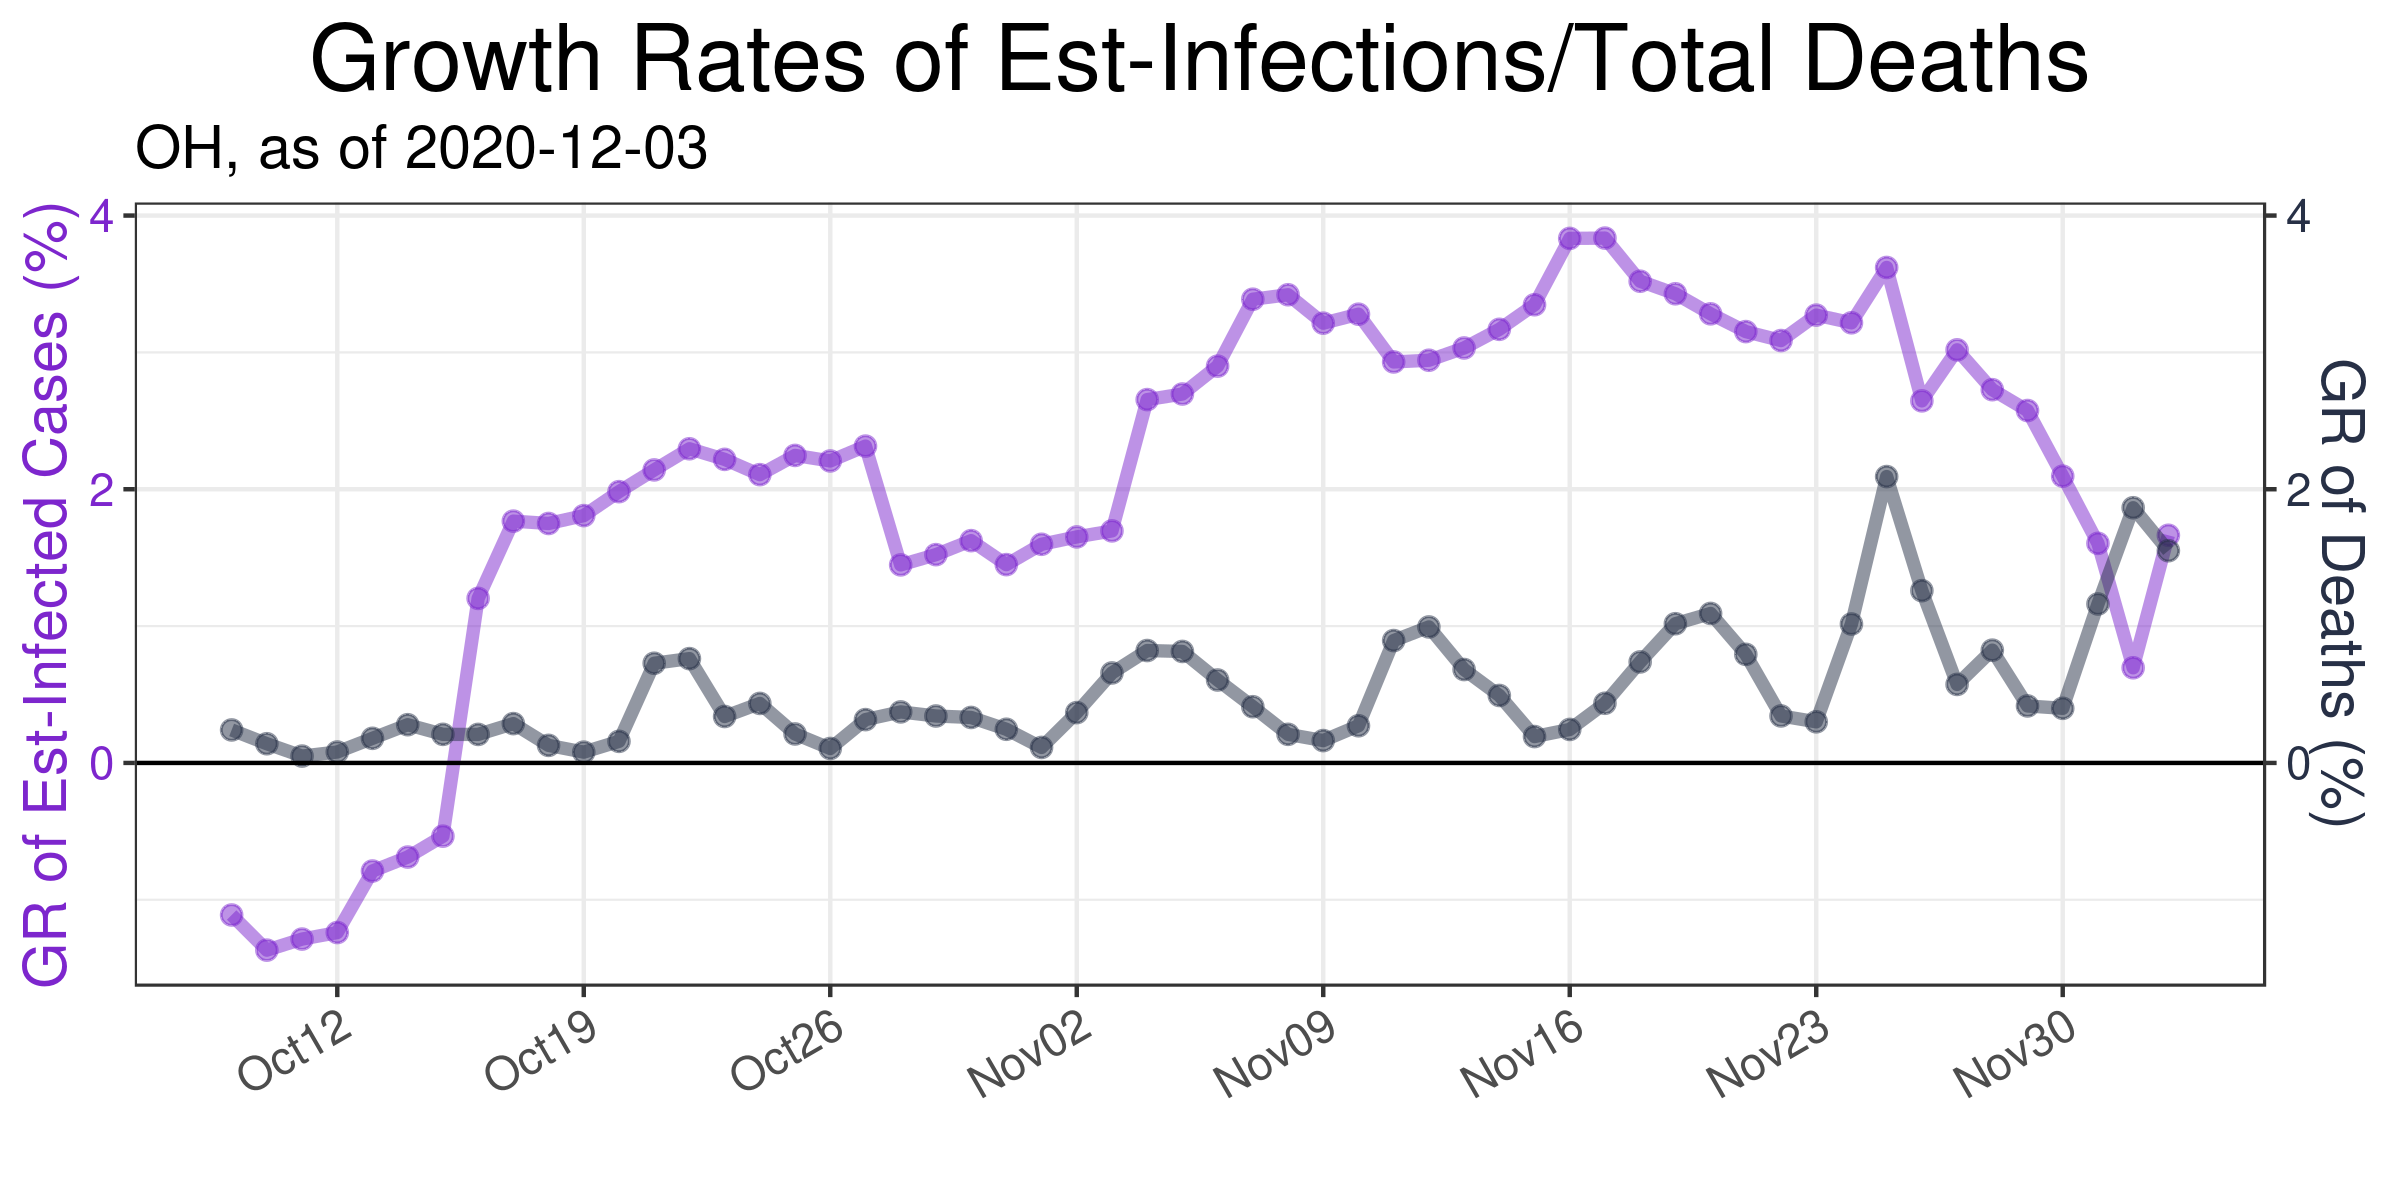 Growth Rates of Est-Infections/Total Deaths
OH, as of 2020-12-03
GR of Est-Infected Cases (%)
4
2
0
4
2
0
GR of Deaths (%)
Oct12
Oct19
Oct26
Nov02
Nov09
Nov16
Nov23
Nov30